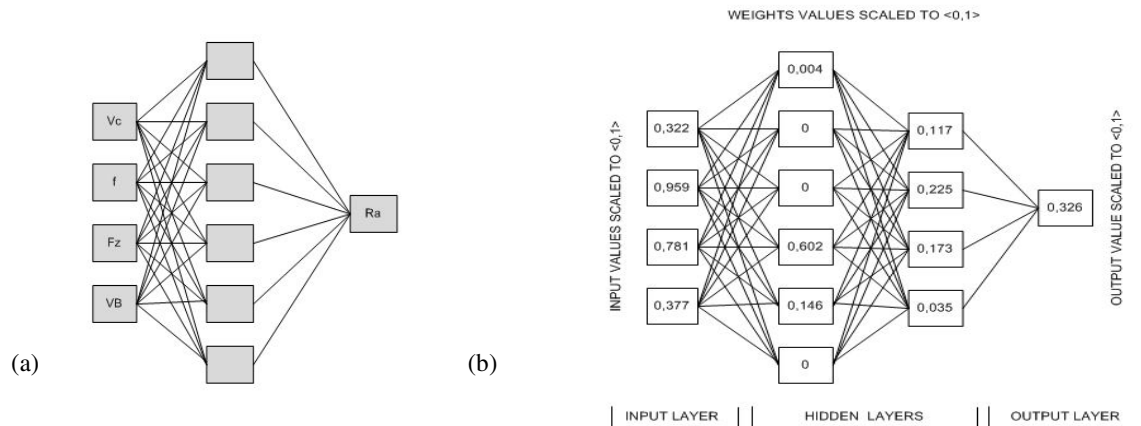 (a)
Vc
f
Fz
VB
Ra
(b)
WEIGHTS VALUES SCALED TO <0,1>
INPUT VALUES SCALED TO <0,1>
0,322
0,959
0,781
0,377
0,004
0
0
0,602
0,146
0
0,117
0,225
0,173
0,035
0,326
OUTPUT VALUE SCALED TO <0,1>
INPUT LAYER
HIDDEN LAYERS
OUTPUT LAYER